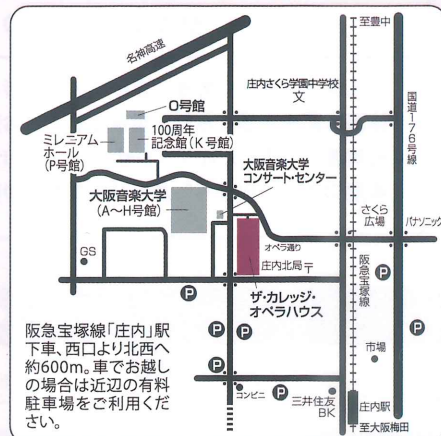 至豊中
名神高速
庄内さくら学園中学校
文
国道176号線
O号館
ミレニアム
ホール
(P号館)
100周年
記念館(K号館)
大阪音楽大学
コンサート・センター
大阪音楽大学
(A〜H号館)
さくら
広場
パナソニック
オペラ通り
GS
庄内北局〒
阪急宝塚線
P
P
ザ・カレッジ・
オペラハウス
P
P
P
市場
阪急宝塚線「庄内」駅
下車、西口より北西へ
約600m。車でお越し
の場合は近辺の有料
駐車場をご利用くだ
さい。
P
コンビニ
三井住友
BK
庄内駅
至大阪梅田